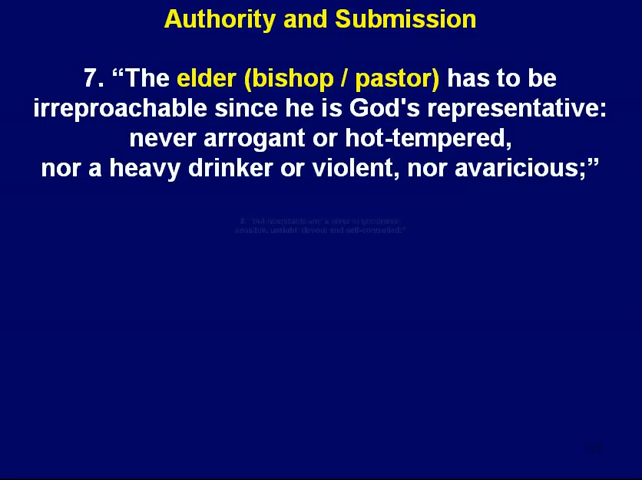 Authority and Submission
7. “The elder (bishop / pastor) has to be
irreproachable since he is God's representative:
never arrogant or hot-tempered,
nor a heavy drinker or violent, nor avaricious;”